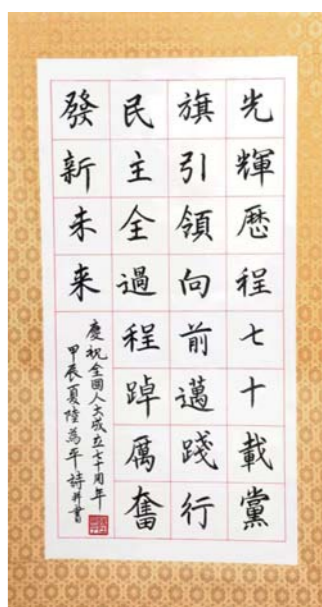 光輝歷程七十載黨
旗引領向前邁踐行
民主全過程踔厲奮
發新未来
慶祝全國人大成立七十周年
甲辰夏陸為平詩并書